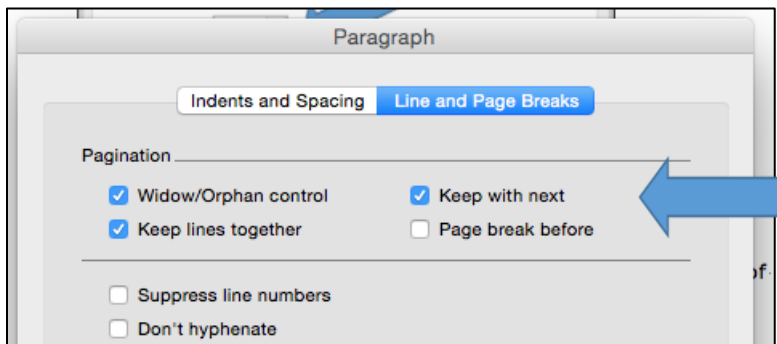 Paragraph
Indents and Spacing Line and Page Breaks
Pagination
Widow/Orphan control Keep with next
Keep lines together Page break before
of
Suppress line numbers
Don't hyphenate